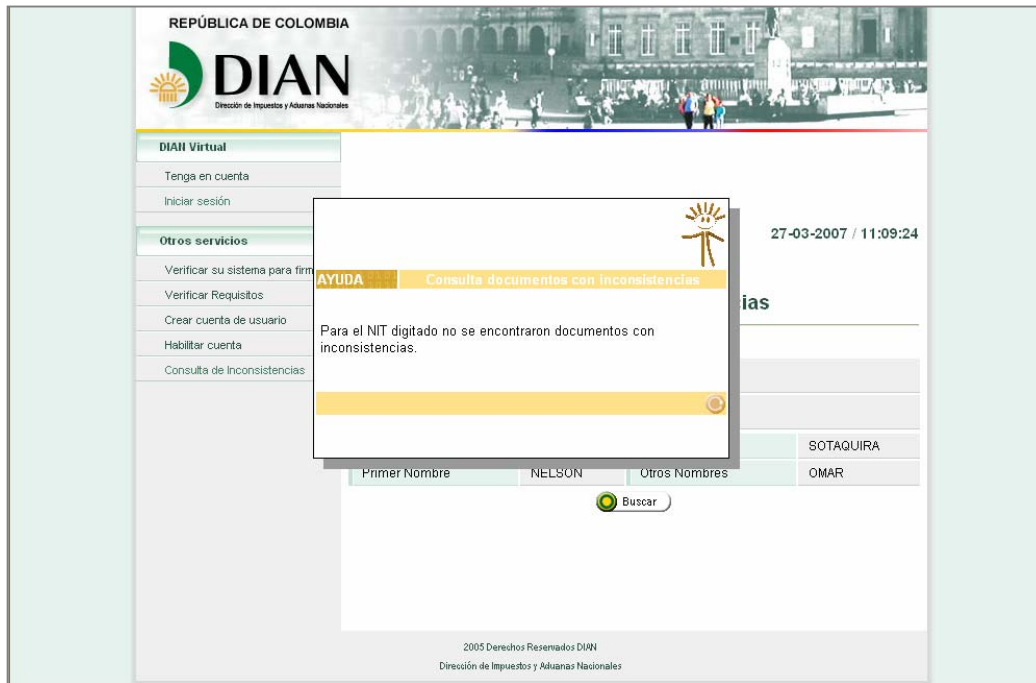 REPÚBLICA DE COLOMBIA
DIAN
Dirección de Impuestos y Aduanas Nacionales
DIAN Virtual
Tenga en cuenta
Iniciar sesión
Otros servicios
Verificar su sistema para firm
Verificar Requisitos
Crear cuenta de usuario
Habilitar cuenta
Consulta de Inconsistencias
27-03-2007 / 11:09:24
ias
AYUDA Consulta documentos con inconsistencias
Para el NIT digitado no se encontraron documentos con
inconsistencias.
SOTAQUIRA
Primer Nombre NELSON Otros Nombres OMAR
Buscar
2005 Derechos Reservados DIAN
Dirección de Impuestos y Aduanas Nacionales